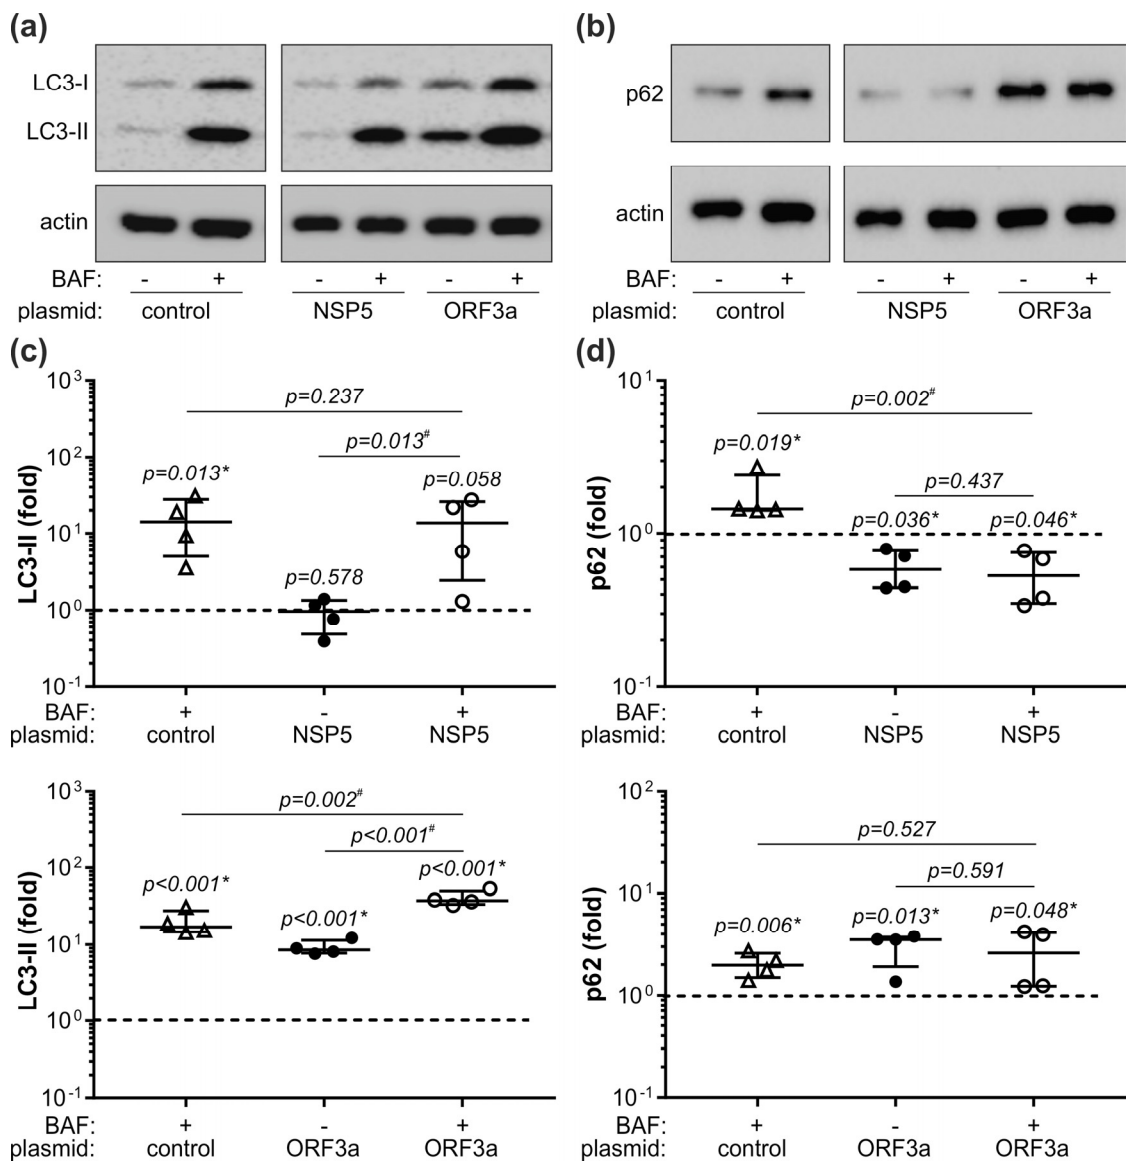 (a)
LC3-I
LC3-II
actin
BAF: - + - + - +
plasmid: control NSP5 ORF3a
(b)
p62
actin
BAF: - + - + - +
plasmid: control NSP5 ORF3a
(c)
LC3-II (fold)
10³
10²
10¹
10⁰
10⁻¹
p=0.237
p=0.013#
p=0.013*
p=0.058
p=0.578
BAF: + - +
plasmid: control NSP5 NSP5
LC3-II (fold)
10³
10²
10¹
10⁰
10⁻¹
p=0.002#
p<0.001#
p<0.001*
p<0.001*
p<0.001*
BAF: + - +
plasmid: control ORF3a ORF3a
(d)
p62 (fold)
10¹
10⁰
10⁻¹
p=0.002#
p=0.019*
p=0.437
p=0.036* p=0.046*
BAF: + - +
plasmid: control NSP5 NSP5
p62 (fold)
10²
10¹
10⁰
10⁻¹
p=0.527
p=0.591
p=0.006* p=0.013* p=0.048*
BAF: + - +
plasmid: control ORF3a ORF3a